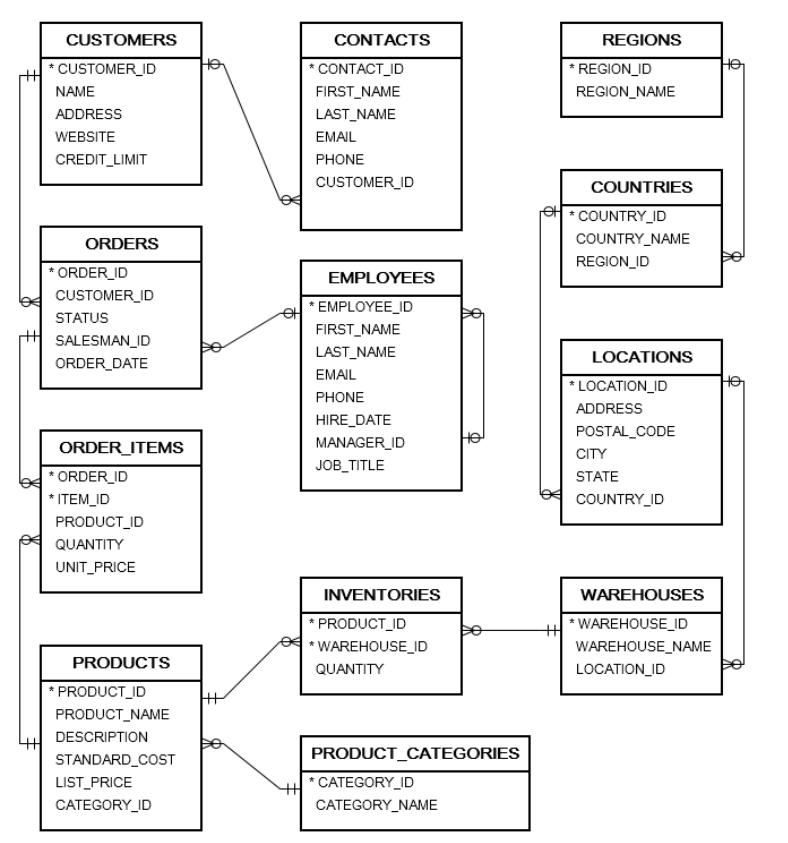 CUSTOMERS
* CUSTOMER_ID
NAME
ADDRESS
WEBSITE
CREDIT_LIMIT
CONTACTS
* CONTACT_ID
FIRST_NAME
LAST_NAME
EMAIL
PHONE
CUSTOMER_ID
REGIONS
* REGION_ID
REGION_NAME
COUNTRIES
* COUNTRY_ID
COUNTRY_NAME
REGION_ID
ORDERS
* ORDER_ID
CUSTOMER_ID
STATUS
SALESMAN_ID
ORDER_DATE
EMPLOYEES
* EMPLOYEE_ID
FIRST_NAME
LAST_NAME
EMAIL
PHONE
HIRE_DATE
MANAGER_ID
JOB_TITLE
LOCATIONS
* LOCATION_ID
ADDRESS
POSTAL_CODE
CITY
STATE
COUNTRY_ID
ORDER_ITEMS
* ORDER_ID
* ITEM_ID
PRODUCT_ID
QUANTITY
UNIT_PRICE
INVENTORIES
* PRODUCT_ID
* WAREHOUSE_ID
QUANTITY
WAREHOUSES
* WAREHOUSE_ID
WAREHOUSE_NAME
LOCATION_ID
PRODUCTS
* PRODUCT_ID
PRODUCT_NAME
DESCRIPTION
STANDARD_COST
LIST_PRICE
CATEGORY_ID
PRODUCT_CATEGORIES
* CATEGORY_ID
CATEGORY_NAME